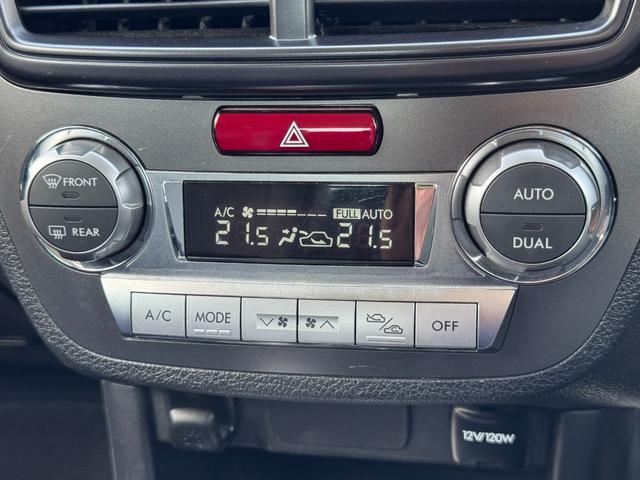 FRONT
REAR
A/C FULL AUTO
21.5 21.5
AUTO
DUAL
A/C MODE OFF
12V/120W